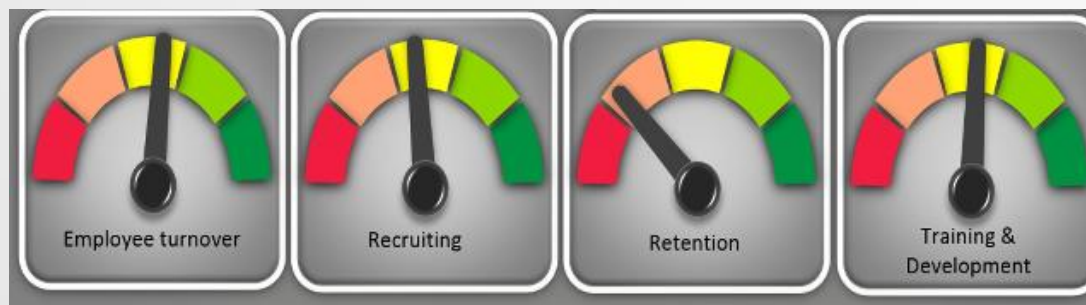 Employee turnover
Recruiting
Retention
Training &
Development